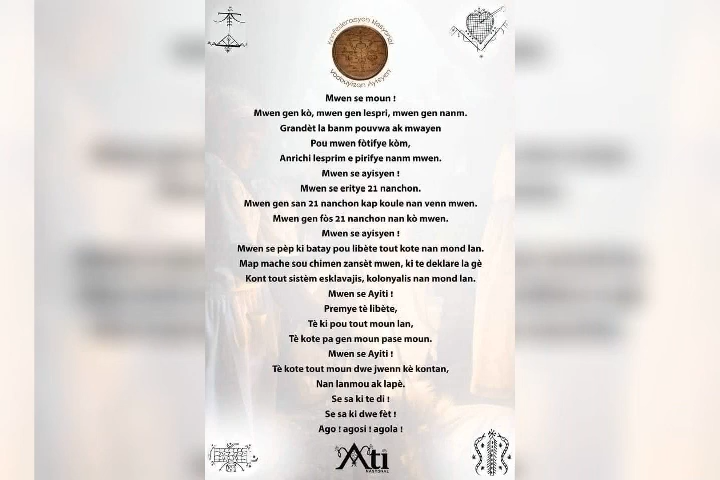 Konfederasyon Nasyonal
Vodouyizan Ayisyen
Mwen se moun !
Mwen gen kò, mwen gen lespri, mwen gen nanm.
Grandèt la banm pouvwa ak mwayen
Pou mwen fòtifye kòm,
Anrichi lesprim e pirifye nanm mwen.
Mwen se ayisyen !
Mwen se eritye 21 nanchon.
Mwen gen san 21 nanchon kap koule nan venn mwen.
Mwen gen fòs 21 nanchon nan kò mwen.
Mwen se ayisyen !
Mwen se pèp ki batay pou libète tout kote nan mond lan.
Map mache sou chimen zansèt mwen, ki te deklare la gè
Kont tout sistèm esklavajis, kolonyalis nan mond lan.
Mwen se Ayiti !
Premye tè libète,
Tè ki pou tout moun lan,
Tè kote pa gen moun pase moun.
Mwen se Ayiti !
Tè kote tout moun dwe jwenn kè kontan,
Nan lanmou ak lapè.
Se sa ki te di !
Se sa ki dwe fèt !
Ago ! agosi ! agola !
Ati
NASYONAL